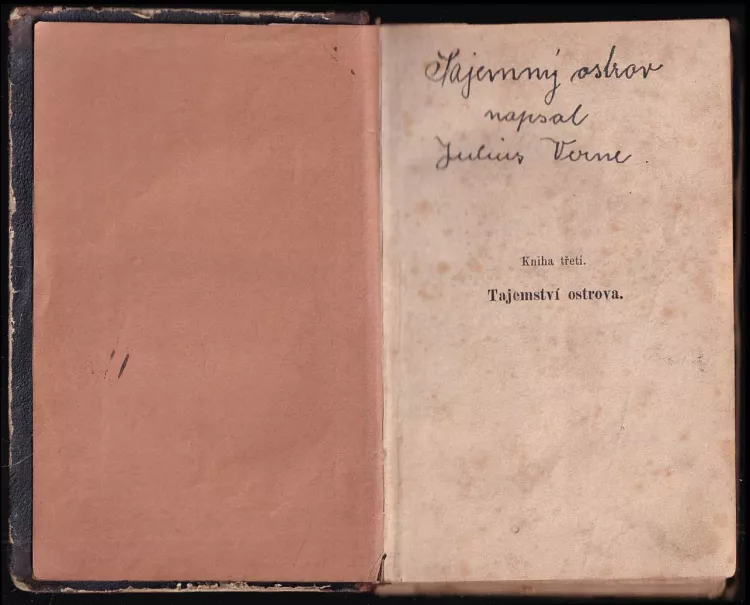 Tajemný ostrov
napsal
Julius Verne.
Kniha třetí.
Tajemství ostrova.